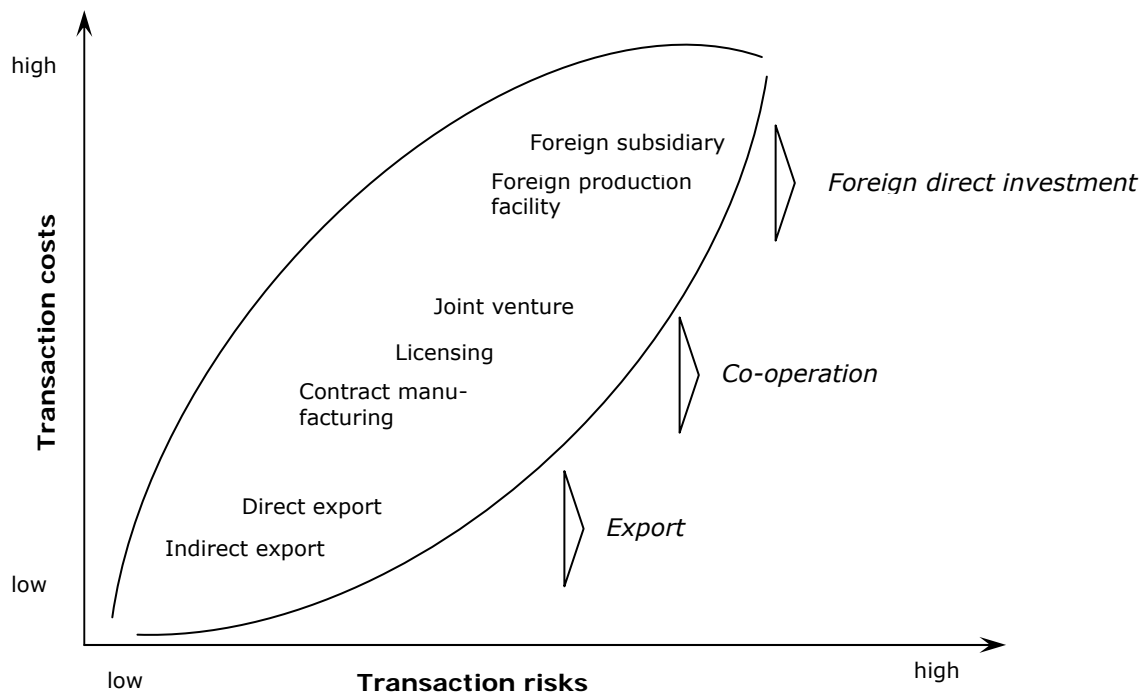 high
Foreign subsidiary
Foreign production
facility
Foreign direct investment
Transaction costs
Joint venture
Licensing
Co-operation
Contract manu-
facturing
Direct export
Export
Indirect export
low
low
Transaction risks
high